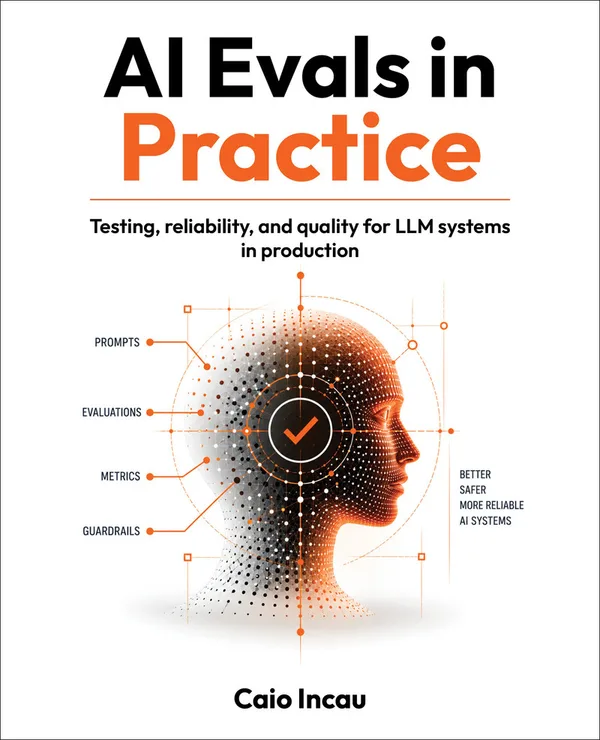 AI Evals in
Practice
Testing, reliability, and quality for LLM systems
in production
PROMPTS
EVALUATIONS
METRICS
GUARDRAILS
BETTER
SAFER
MORE RELIABLE
AI SYSTEMS
Caio Incau